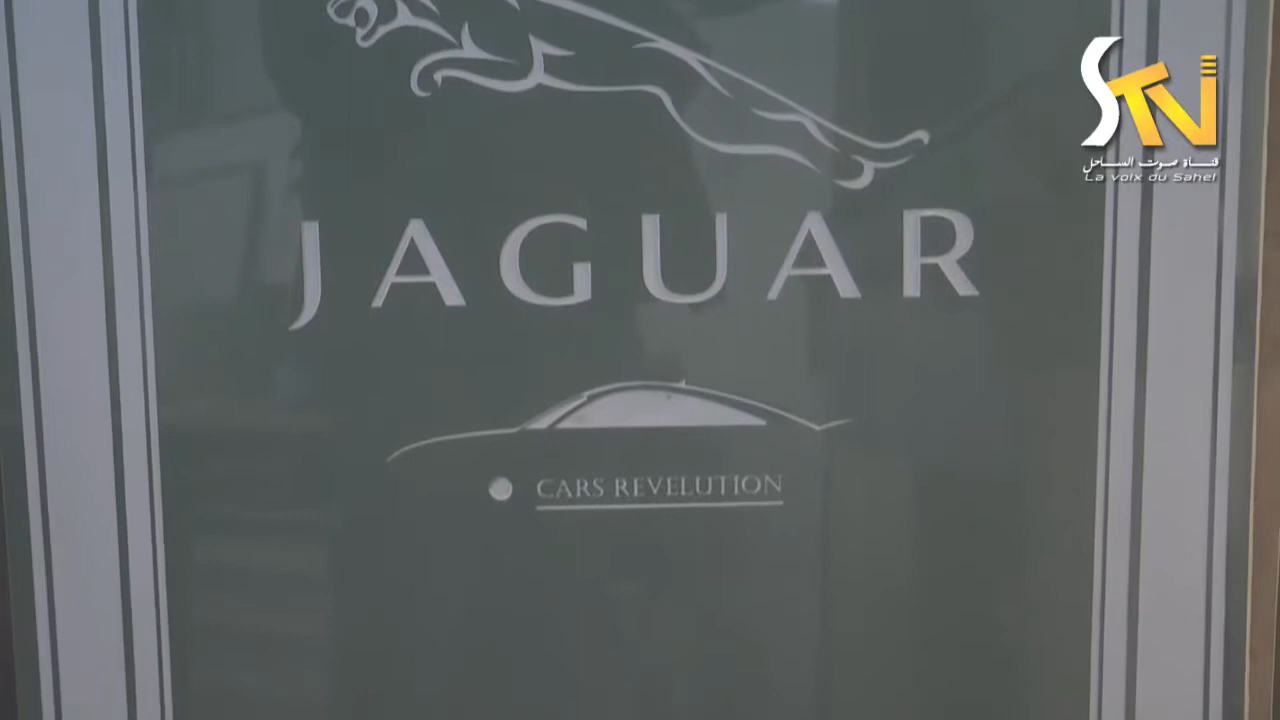 STV
قناة صوت الساحل
La voix du Sahel
JAGUAR
CARS REVELUTION